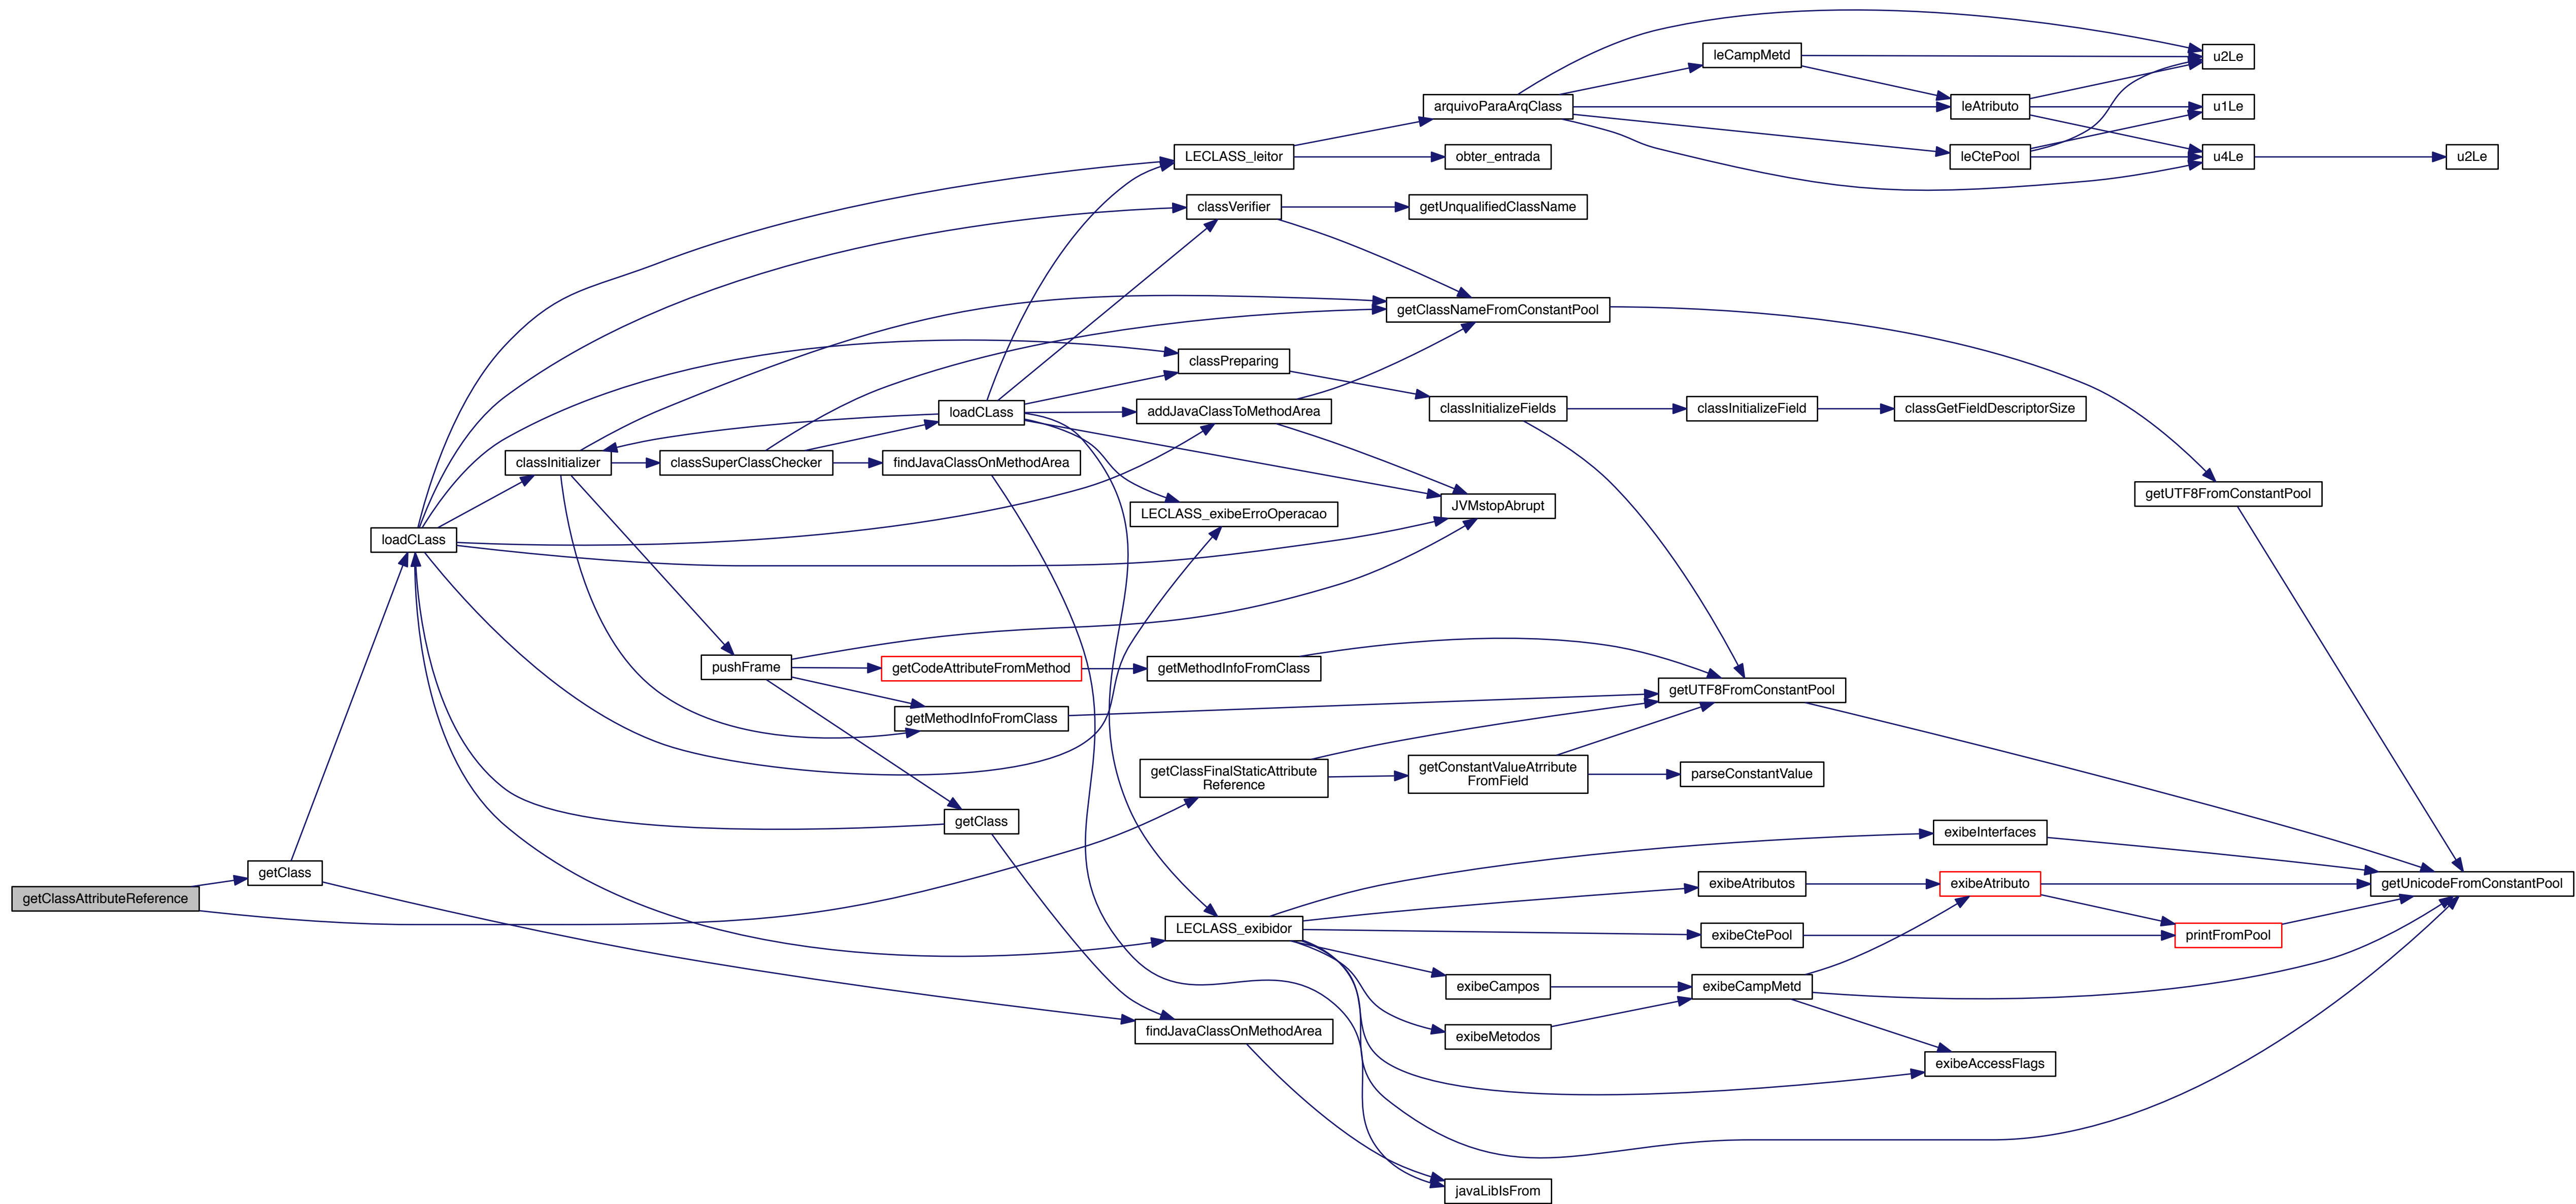 leCampMetd
u2Le
arquivoParaArqClass
leAtributo
u1Le
LECLASS_leitor
obter_entrada
leCtePool
u4Le
u2Le
classVerifier
getUnqualifiedClassName
getClassNameFromConstantPool
classPreparing
loadCLass
addJavaClassToMethodArea
classInitializeFields
classInitializeField
classGetFieldDescriptorSize
classInitializer
classSuperClassChecker
findJavaClassOnMethodArea
getUTF8FromConstantPool
LECLASS_exibeErroOperacao
JVMstopAbrupt
loadCLass
pushFrame
getCodeAttributeFromMethod
getMethodInfoFromClass
getUTF8FromConstantPool
getMethodInfoFromClass
getClassFinalStaticAttribute
Reference
getConstantValueAtrribute
FromField
parseConstantValue
getClass
exibeInterfaces
getClass
getClassAttributeReference
exibeAtributos
exibeAtributo
getUnicodeFromConstantPool
LECLASS_exibidor
exibeCtePool
printFromPool
exibeCampos
exibeCampMetd
findJavaClassOnMethodArea
exibeMetodos
exibeAccessFlags
javaLibIsFrom